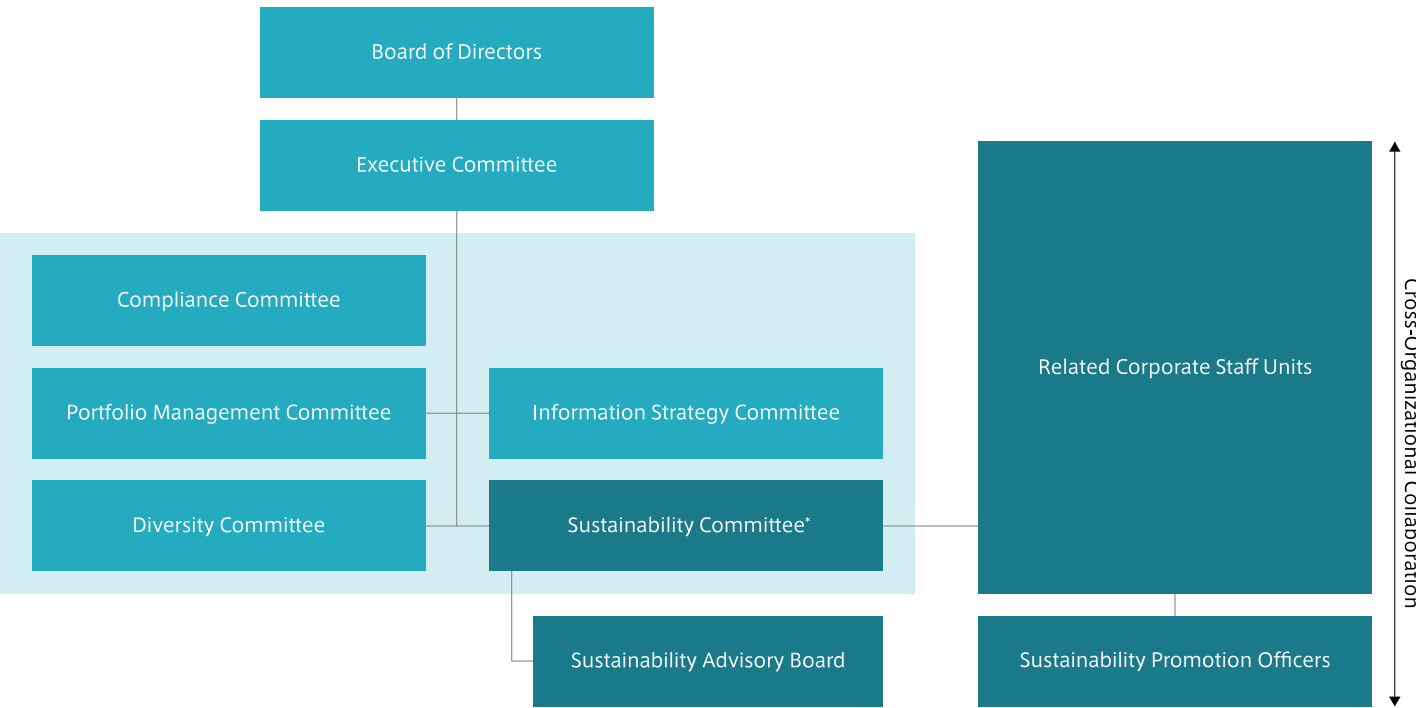 Board of Directors
Executive Committee
Compliance Committee
Portfolio Management Committee
Information Strategy Committee
Diversity Committee
Sustainability Committee*
Sustainability Advisory Board
Related Corporate Staff Units
Sustainability Promotion Officers
Cross-Organizational Collaboration